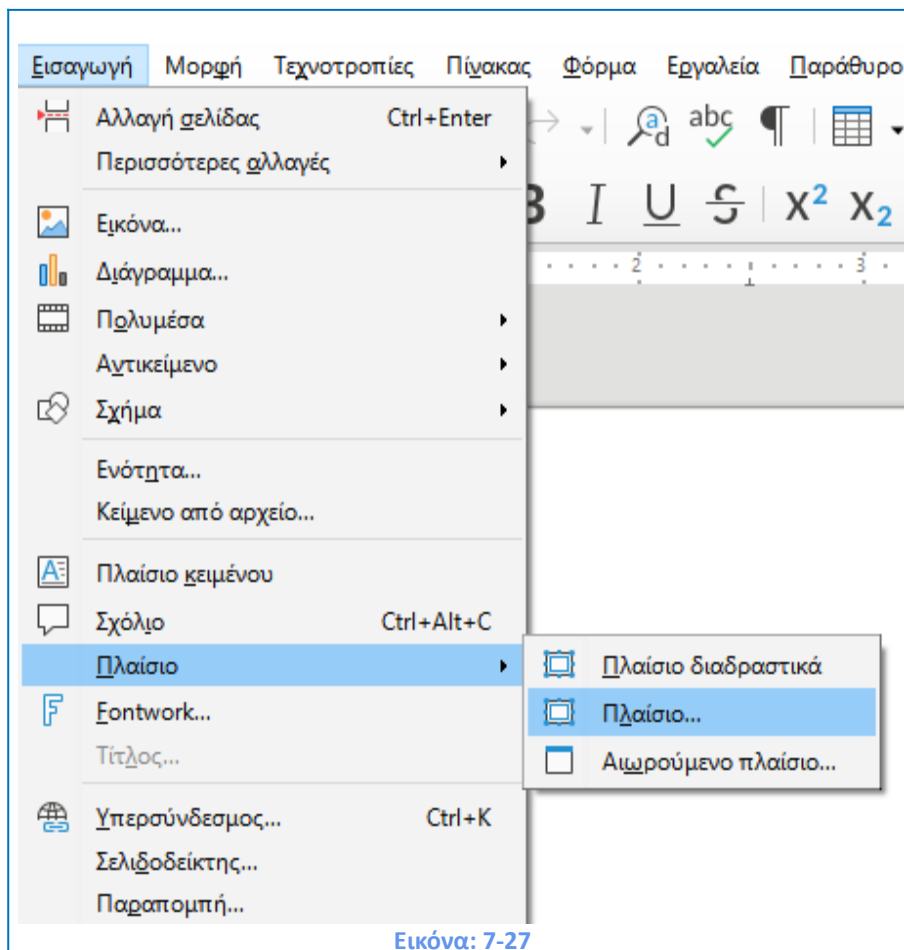 Εισαγωγή Μορφή Τεχνοτροπίες Πίνακας Φόρμα Εργαλεία Παράθυρο
Αλλαγή σελίδας Ctrl+Enter
Περισσότερες αλλαγές
Εικόνα...
Διάγραμμα...
Πολυμέσα
Αντικείμενο
Σχήμα
Ενότητα...
Κείμενο από αρχείο...
Πλαίσιο κειμένου
Σχόλιο Ctrl+Alt+C
Πλαίσιο
Fontwork...
Τίτλος...
Υπερσύνδεσμος... Ctrl+K
Σελιδοδείκτης...
Παραπομπή...
Πλαίσιο διαδραστικά
Πλαίσιο...
Αιωρούμενο πλαίσιο...
a d abc ¶
B I U S X² X₂
2 3
Εικόνα: 7-27